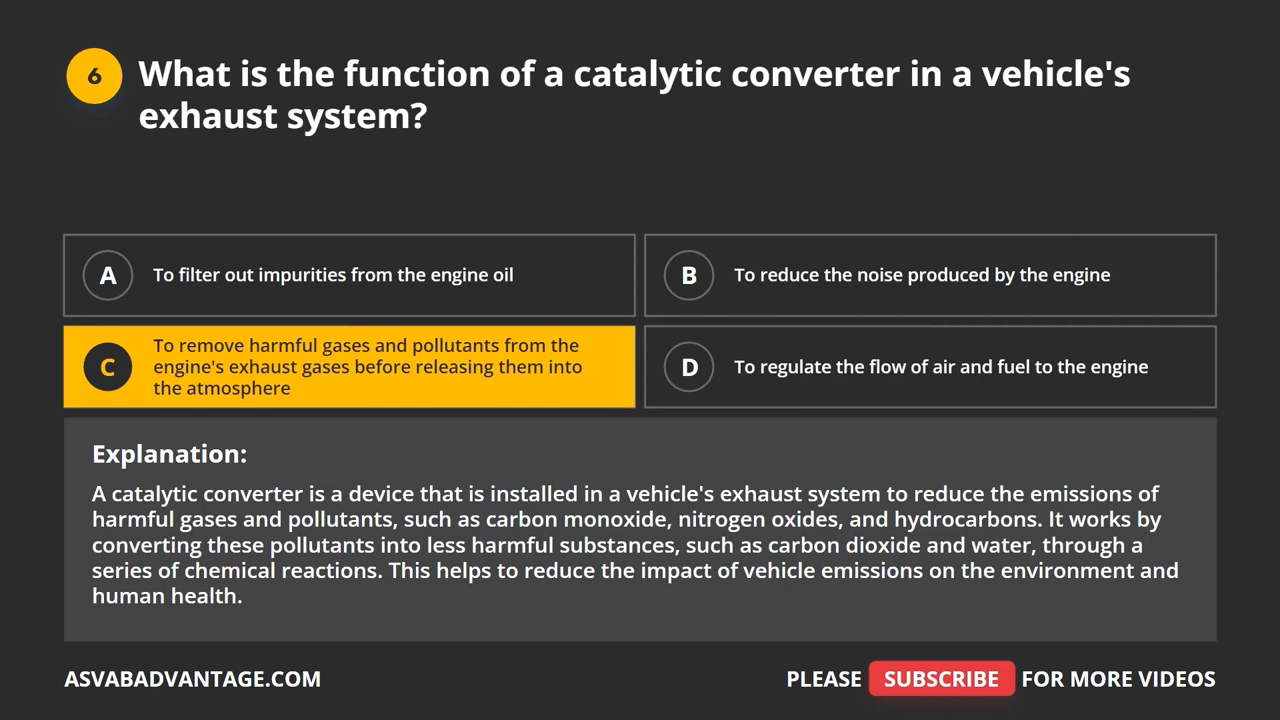 6
What is the function of a catalytic converter in a vehicle's
exhaust system?
A
To filter out impurities from the engine oil
B
To reduce the noise produced by the engine
C
To remove harmful gases and pollutants from the
engine's exhaust gases before releasing them into
the atmosphere
D
To regulate the flow of air and fuel to the engine
Explanation:
A catalytic converter is a device that is installed in a vehicle's exhaust system to reduce the emissions of
harmful gases and pollutants, such as carbon monoxide, nitrogen oxides, and hydrocarbons. It works by
converting these pollutants into less harmful substances, such as carbon dioxide and water, through a
series of chemical reactions. This helps to reduce the impact of vehicle emissions on the environment and
human health.
ASVABADVANTAGE.COM
PLEASE SUBSCRIBE FOR MORE VIDEOS